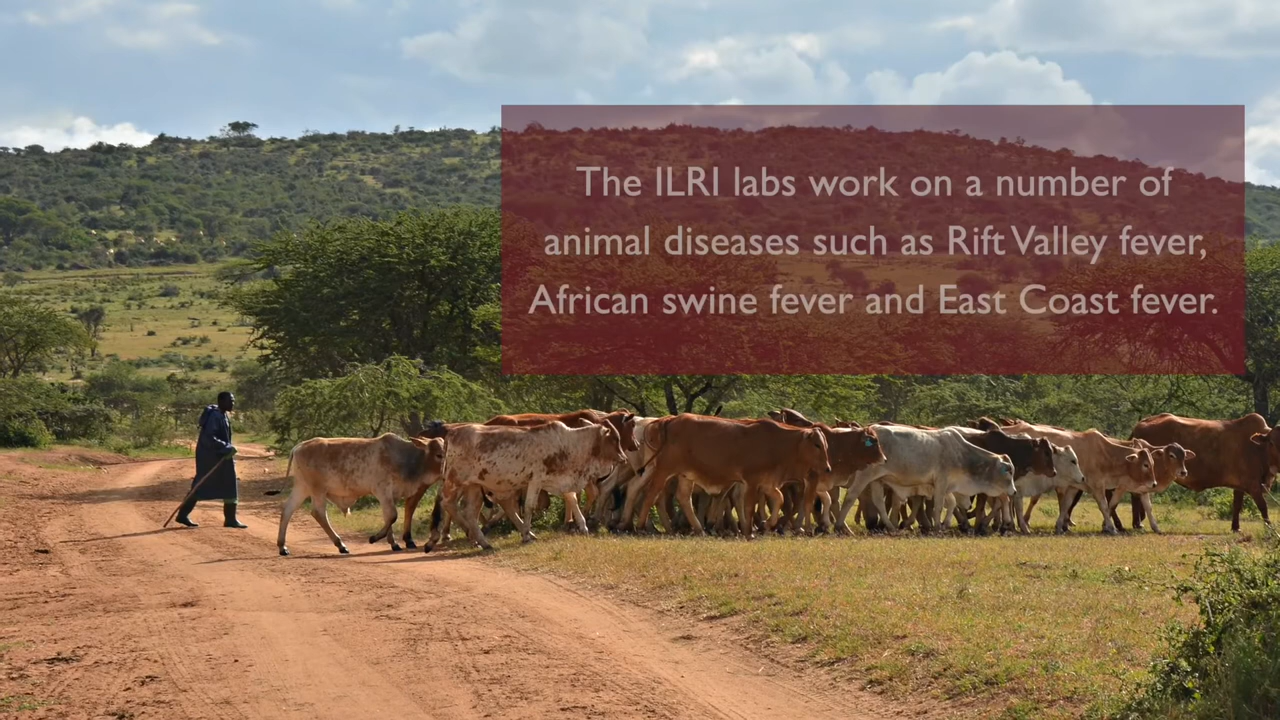 The ILRI labs work on a number of
animal diseases such as Rift Valley fever,
African swine fever and East Coast fever.